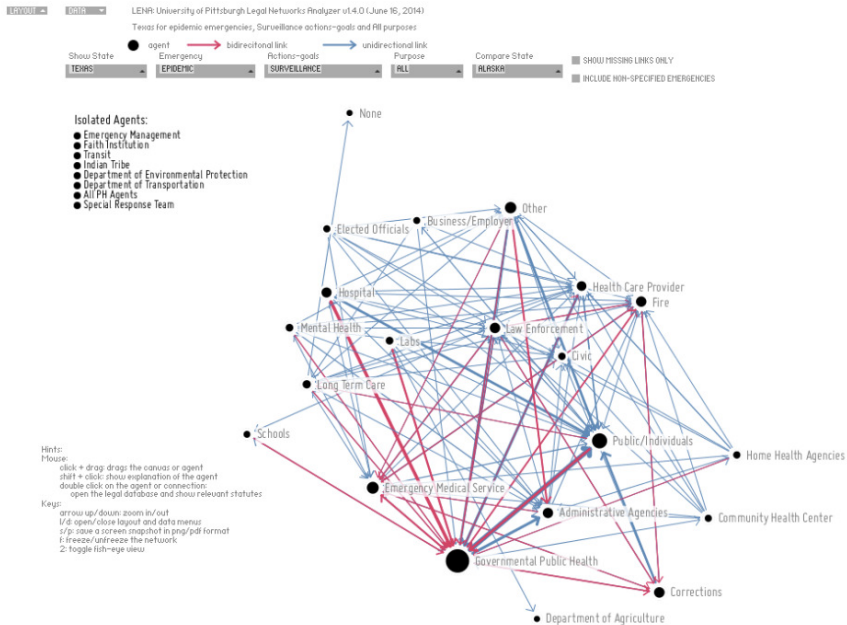 LAYOUT DATA LENA: University of Pittsburgh Legal Networks Analyzer v1.4.0 (June 16, 2014)
Texas for epidemic emergencies, Surveillance actions-goals and All purposes
agent bidirecitonal link unidirectional link
Show State Emergency Actions-goals Purpose Compare State
TEXAS EPIDEMIC SURVEILLANCE ALL ALASKA
SHOW MISSING LINKS ONLY
INCLUDE NON-SPECIFIED EMERGENCIES
None
Isolated Agents:
Emergency Management
Faith Institution
Transit
Indian Tribe
Department of Environmental Protection
Department of Transportation
All PH Agents
Special Response Team
Other
Business/Employer
Elected Officials
Health Care Provider
Hospital
Fire
Mental Health
Law Enforcement
Labs
Civic
Long Term Care
Schools
Public/Individuals
Home Health Agencies
Emergency Medical Service
Administrative Agencies
Community Health Center
Governmental Public Health
Corrections
Department of Agriculture
Hints:
Mouse:
click + drag: drags the canvas or agent
shift + click: show explanation of the agent
double click on the agent or connection:
open the legal database and show relevant statutes
Keys:
arrow up/down: zoom in/out
l/d: open/close layout and data menus
s/p: save a screen snapshot in png/pdf format
f: freeze/unfreeze the network
2: toggle fish-eye view